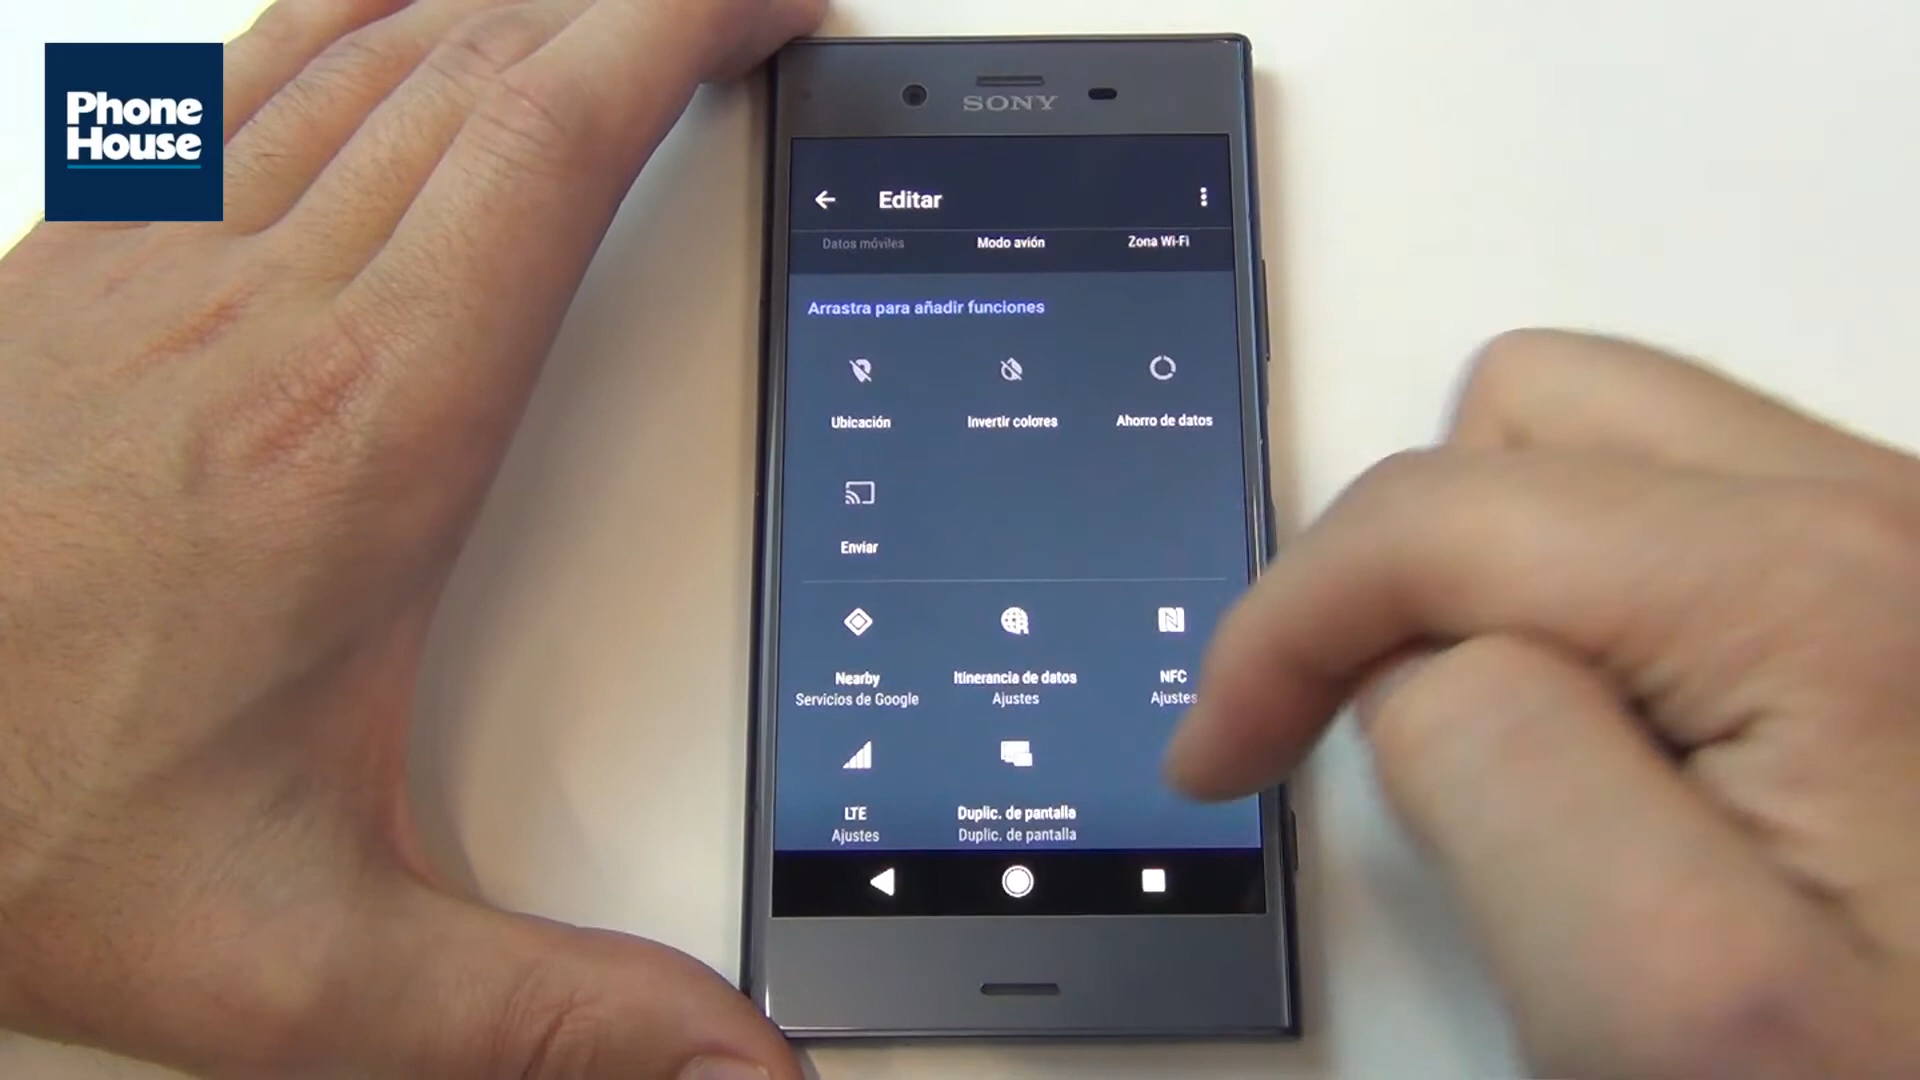 Phone
House
SONY
Editar
Datos móviles
Modo avión
Zona Wi-Fi
Arrastra para añadir funciones
Ubicación
Invertir colores
Ahorro de datos
Enviar
Nearby
Servicios de Google
Itinerancia de datos
Ajustes
NFC
Ajustes
LTE
Ajustes
Duplic. de pantalla
Duplic. de pantalla